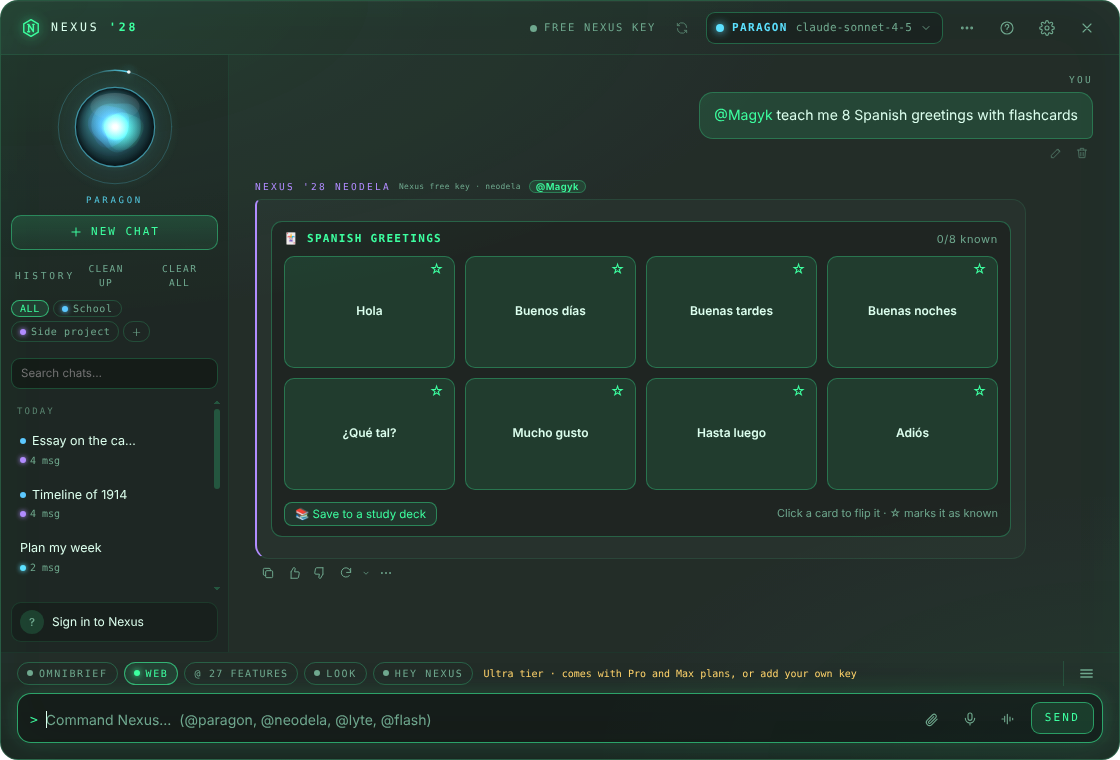 NEXUS '28
FREE NEXUS KEY
PARAGON claude-sonnet-4-5
PARAGON
+ NEW CHAT
HISTORY CLEAN UP CLEAR ALL
ALL School
Side project +
Search chats...
TODAY
Essay on the ca...
4 msg
Timeline of 1914
4 msg
Plan my week
2 msg
? Sign in to Nexus
YOU
@Magyk teach me 8 Spanish greetings with flashcards
NEXUS '28 NEODELA Nexus free key · neodela @Magyk
SPANISH GREETINGS 0/8 known
Hola Buenos días Buenas tardes Buenas noches
¿Qué tal? Mucho gusto Hasta luego Adiós
Save to a study deck Click a card to flip it · ☆ marks it as known
OMNIBRIEF WEB @ 27 FEATURES LOOK HEY NEXUS Ultra tier · comes with Pro and Max plans, or add your own key
> Command Nexus... (@paragon, @neodela, @lyte, @flash) SEND